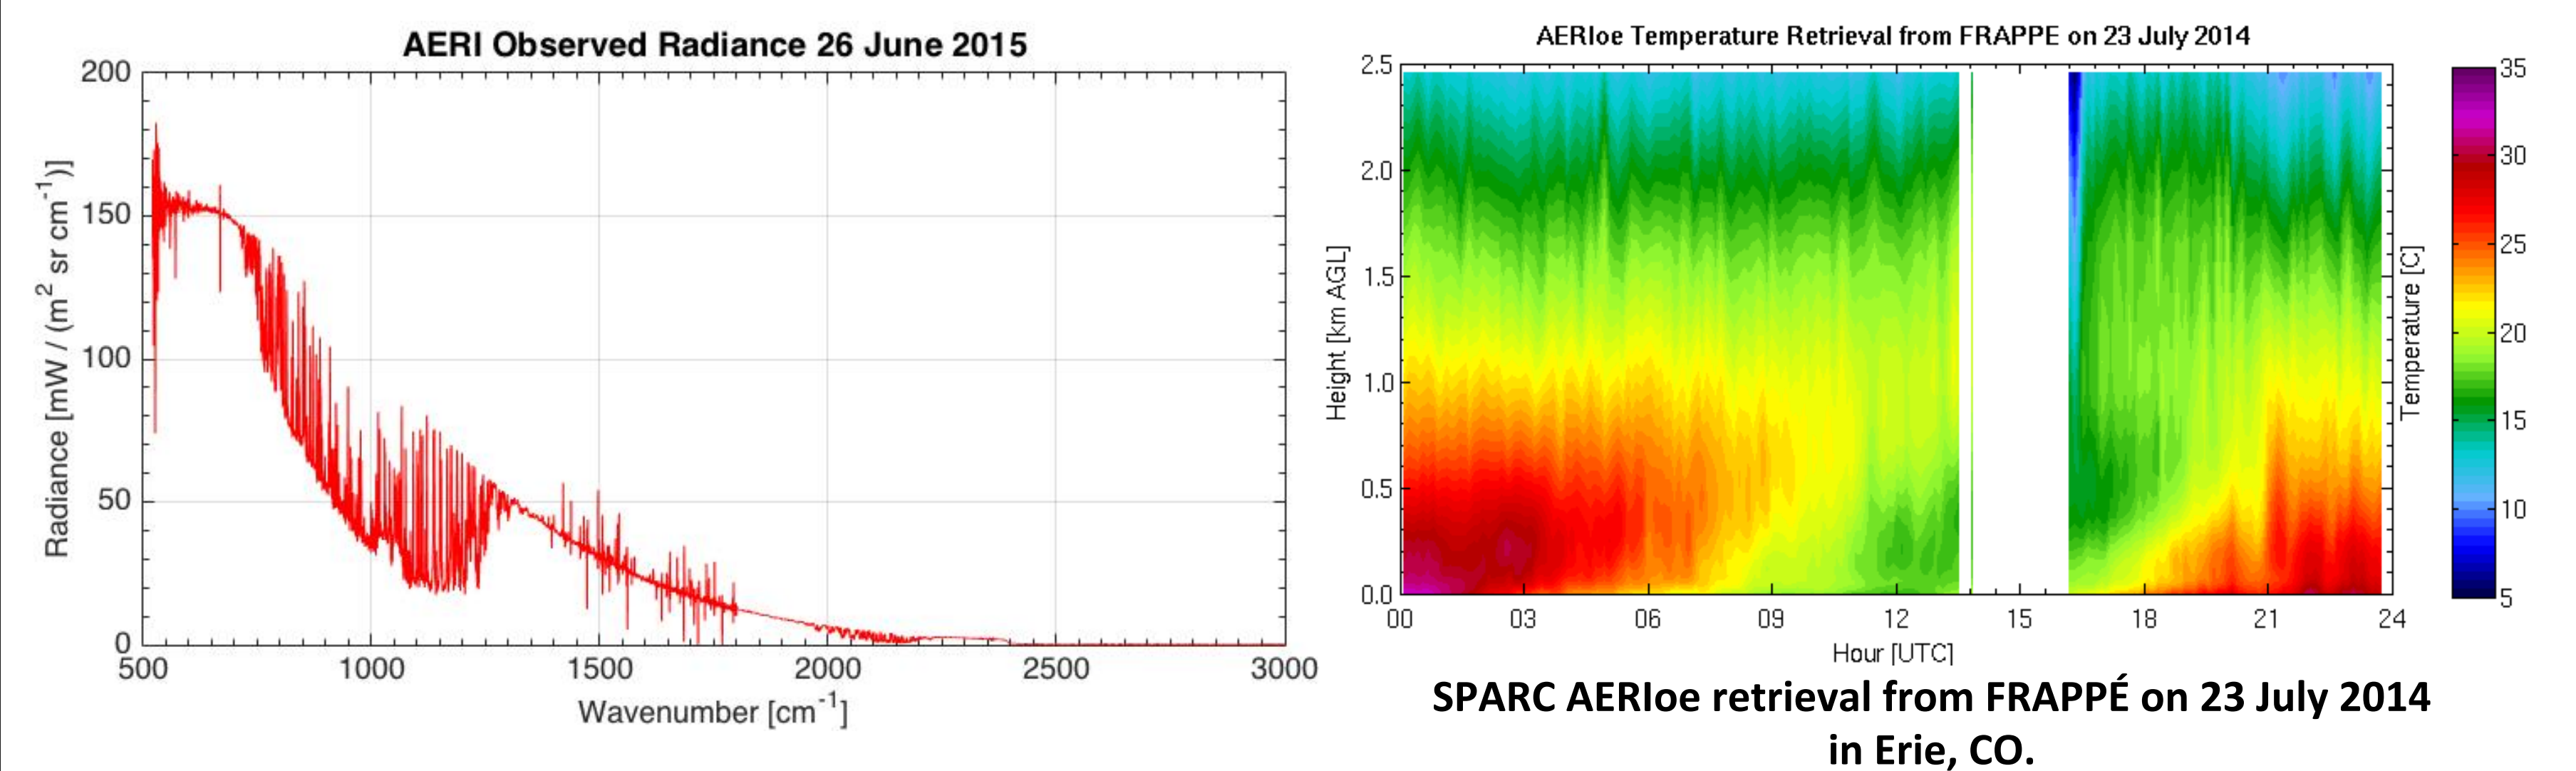 AERI Observed Radiance 26 June 2015
200
150
100
50
0
Radiance [mW / (m² sr cm⁻¹)]
500 1000 1500 2000 2500 3000
Wavenumber [cm⁻¹]
AERIoe Temperature Retrieval from FRAPPE on 23 July 2014
2.5
2.0
1.5
1.0
0.5
0.0
Height [km AGL]
00 03 06 09 12 15 18 21 24
Hour [UTC]
Temperature [C]
35
30
25
20
15
10
5
SPARC AERIoe retrieval from FRAPPÉ on 23 July 2014
in Erie, CO.